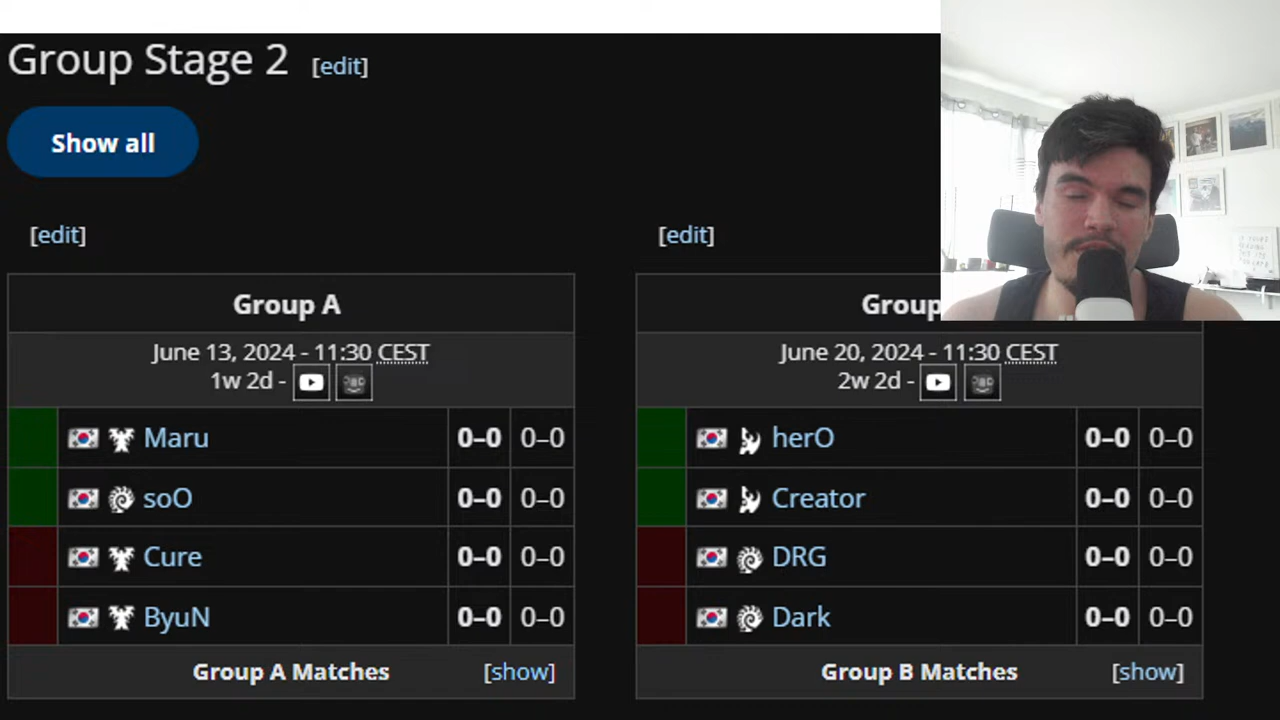 Group Stage 2 [edit]
Show all
[edit]
Group A
June 13, 2024 - 11:30 CEST
1w 2d -
Maru 0–0 0–0
soO 0–0 0–0
Cure 0–0 0–0
ByuN 0–0 0–0
Group A Matches [show]
[edit]
Group
June 20, 2024 - 11:30 CEST
2w 2d -
herO 0–0 0–0
Creator 0–0 0–0
DRG 0–0 0–0
Dark 0–0 0–0
Group B Matches [show]